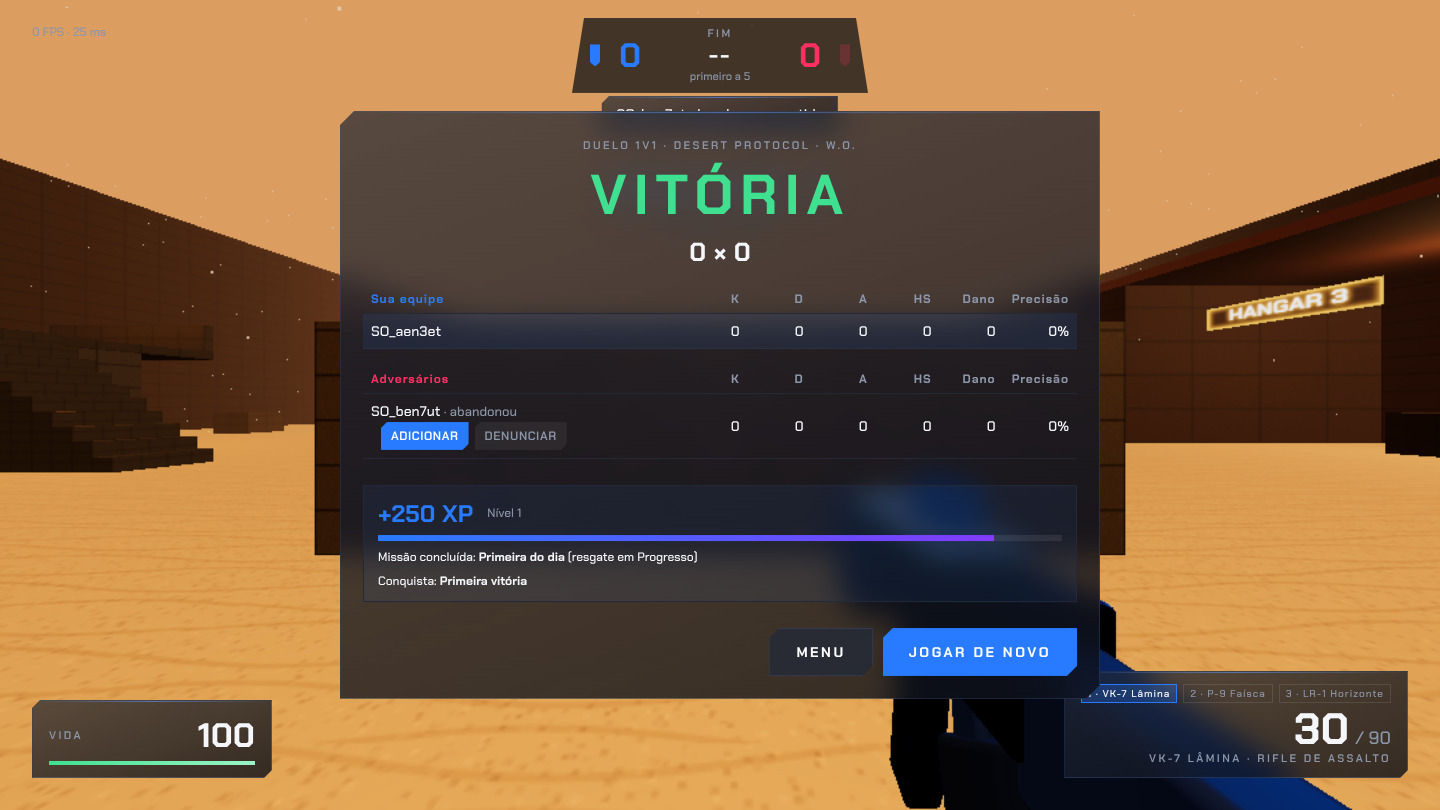 0 FPS · 25 ms
FIM
0 -- 0
primeiro a 5
DUELO 1V1 · DESERT PROTOCOL · W.O.
VITÓRIA
0 × 0
Sua equipe K D A HS Dano Precisão
SO_aen3et 0 0 0 0 0 0%
Adversários K D A HS Dano Precisão
SO_ben7ut · abandonou
ADICIONAR DENUNCIAR 0 0 0 0 0 0%
+250 XP Nível 1
Missão concluída: Primeira do dia (resgate em Progresso)
Conquista: Primeira vitória
MENU JOGAR DE NOVO
HANGAR 3
VIDA 100
· VK-7 Lâmina 2 · P-9 Faísca 3 · LR-1 Horizonte
30 / 90
VK-7 LÂMINA · RIFLE DE ASSALTO